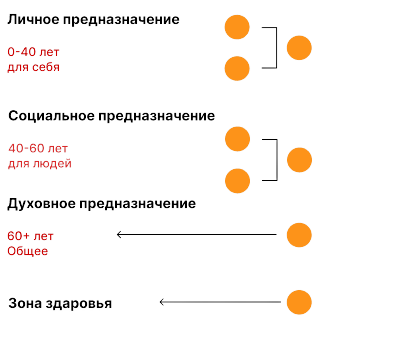 Личное предназначение
0-40 лет
для себя
Социальное предназначение
40-60 лет
для людей
Духовное предназначение
60+ лет
Общее
Зона здаровья